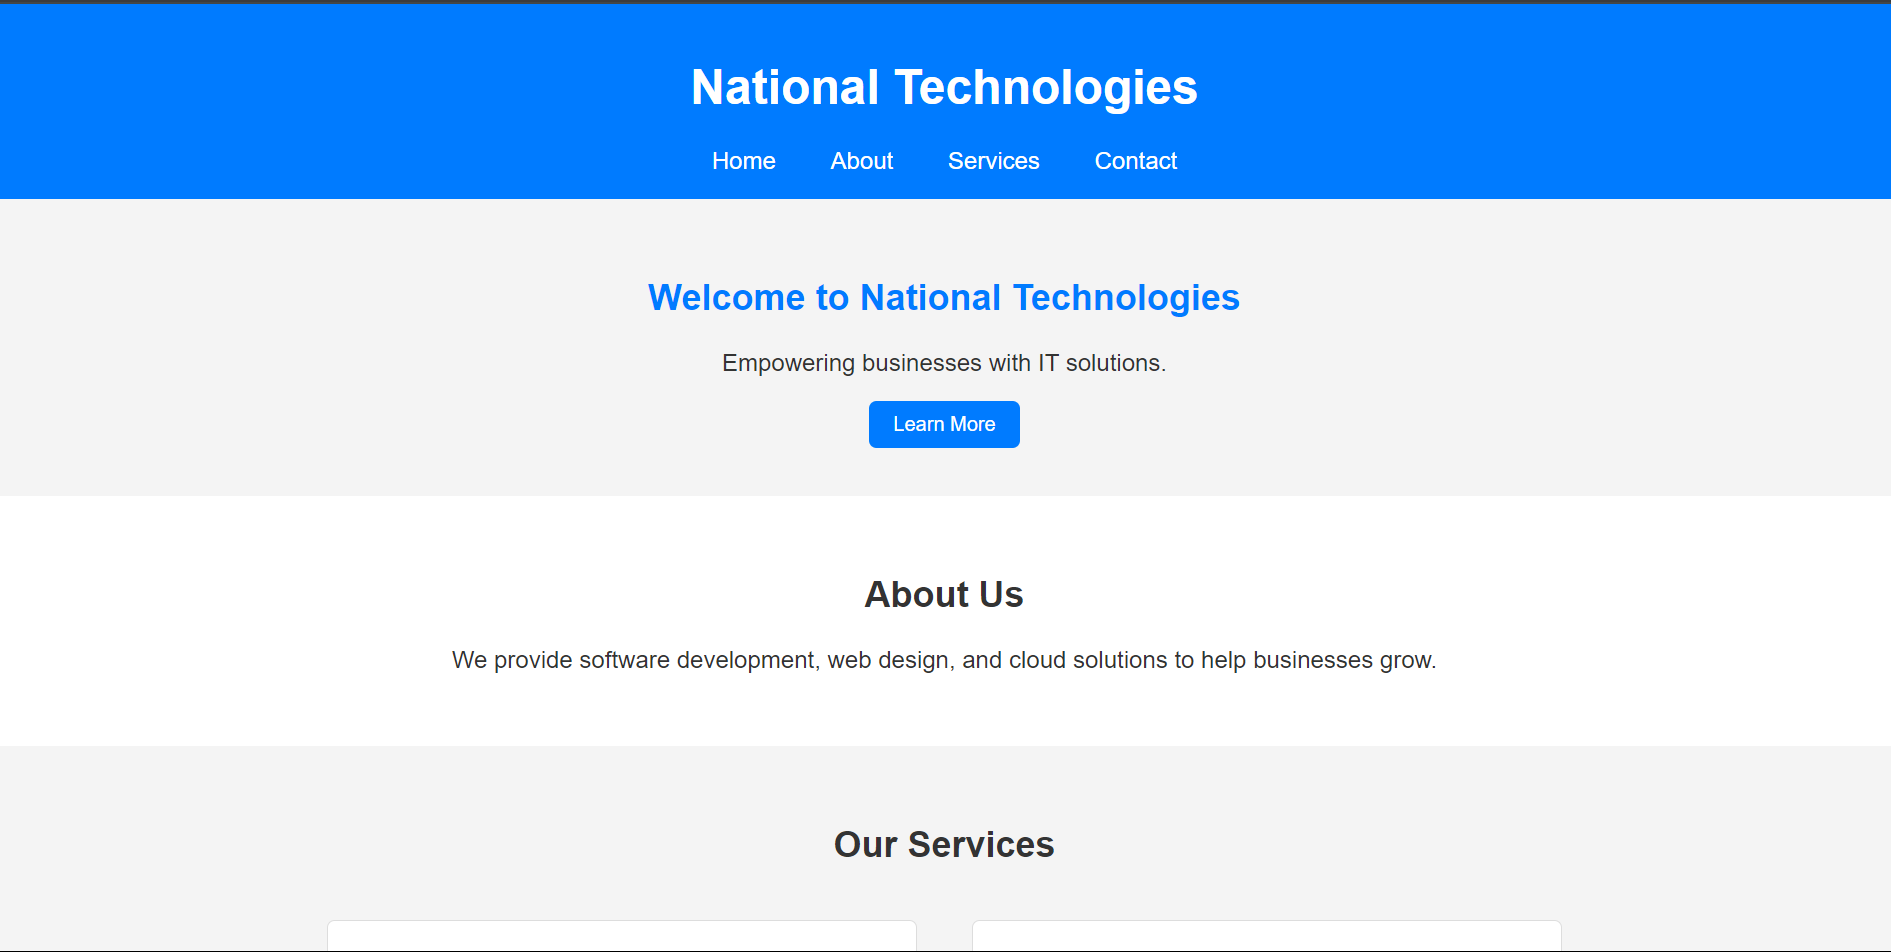 National Technologies
Home About Services Contact
Welcome to National Technologies
Empowering businesses with IT solutions.
Learn More
About Us
We provide software development, web design, and cloud solutions to help businesses grow.
Our Services